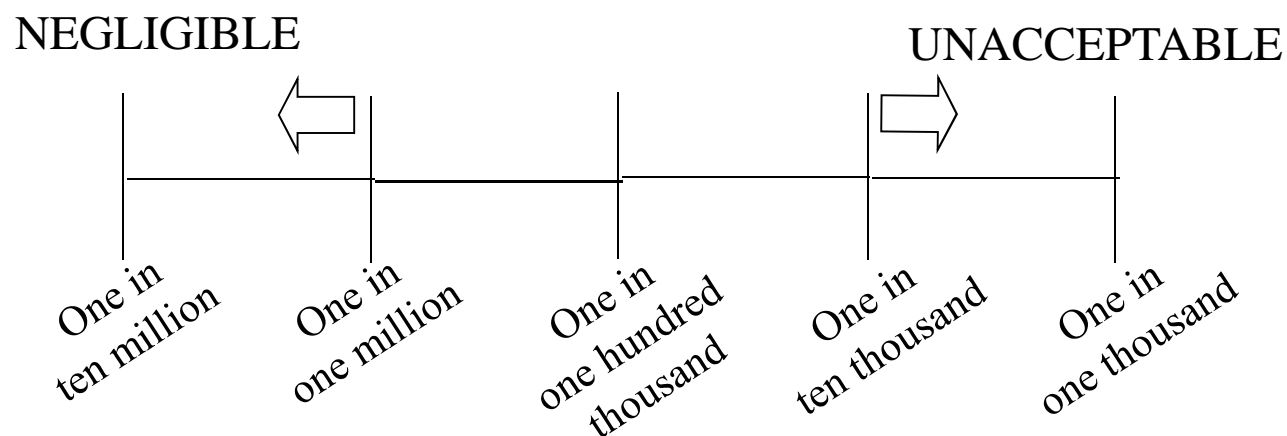 NEGLIGIBLE
UNACCEPTABLE
One in
ten million
One in
one million
One in
one hundred
thousand
One in
ten thousand
One in
one thousand